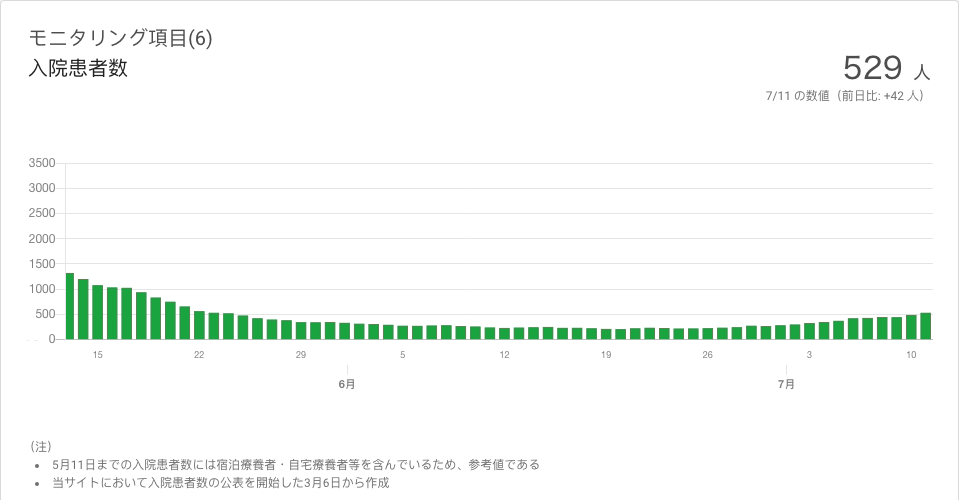 モニタリング項目(6)
入院患者数
529 人
7/11 の数値（前日比: +42 人）
3500
3000
2500
2000
1500
1000
500
0
15 22 29 5 12 19 26 3 10
6月 7月
（注）
• 5月11日までの入院患者数には宿泊療養者・自宅療養者等を含んでいるため、参考値である
• 当サイトにおいて入院患者数の公表を開始した3月6日から作成